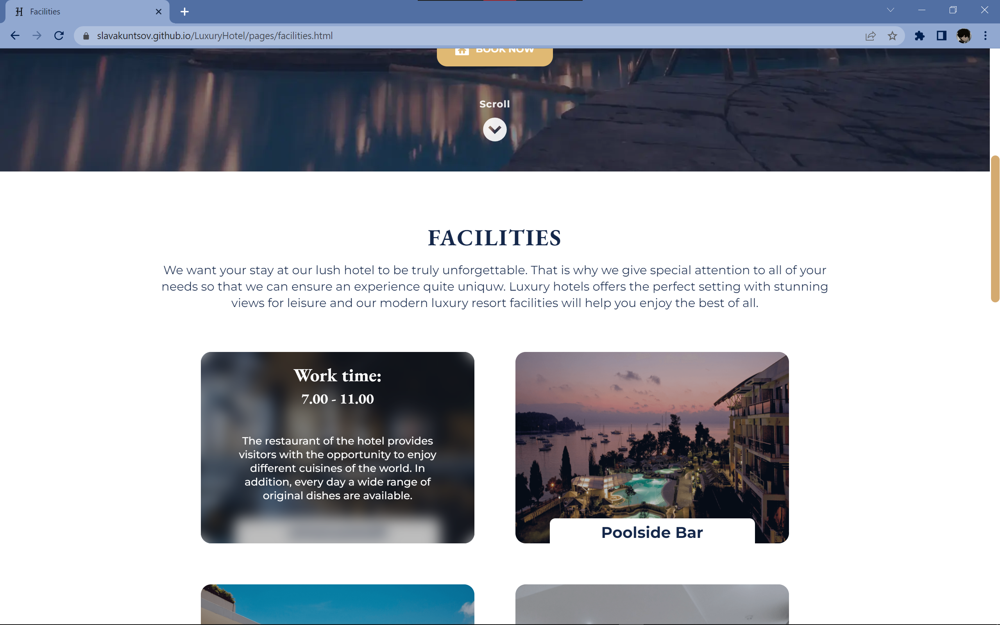 Facilities
slavakuntsov.github.io/LuxuryHotel/pages/facilities.html
BOOK NOW
Scroll
FACILITIES
We want your stay at our lush hotel to be truly unforgettable. That is why we give special attention to all of your
needs so that we can ensure an experience quite uniquw. Luxury hotels offers the perfect setting with stunning
views for leisure and our modern luxury resort facilities will help you enjoy the best of all.
Work time:
7.00 - 11.00
The restaurant of the hotel provides
visitors with the opportunity to enjoy
different cuisines of the world. In
addition, every day a wide range of
original dishes are available.
Poolside Bar